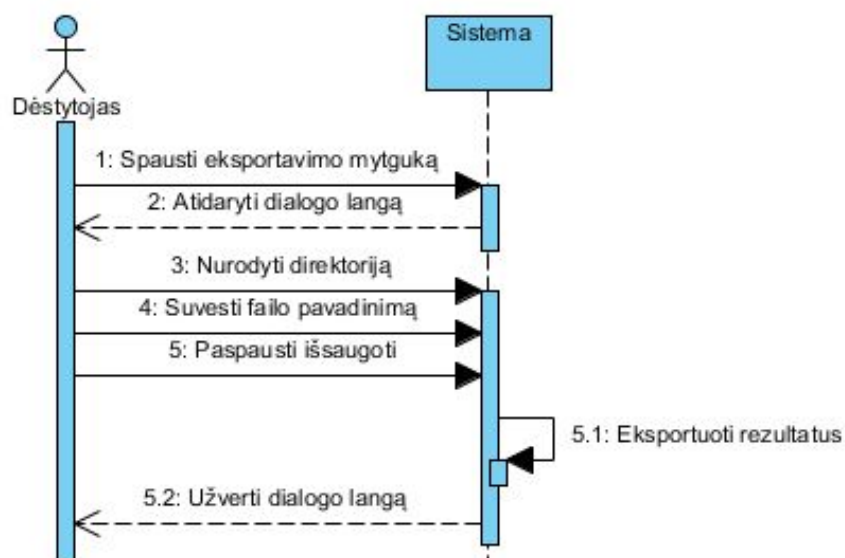 Sistema
Dėstytojas
1: Spausti eksportavimo mytguką
2: Atidaryti dialogo langą
3: Nurodyti direktoriją
4: Suvesti failo pavadinimą
5: Paspausti išsaugoti
5.1: Eksportuoti rezultatus
5.2: Užverti dialogo langą